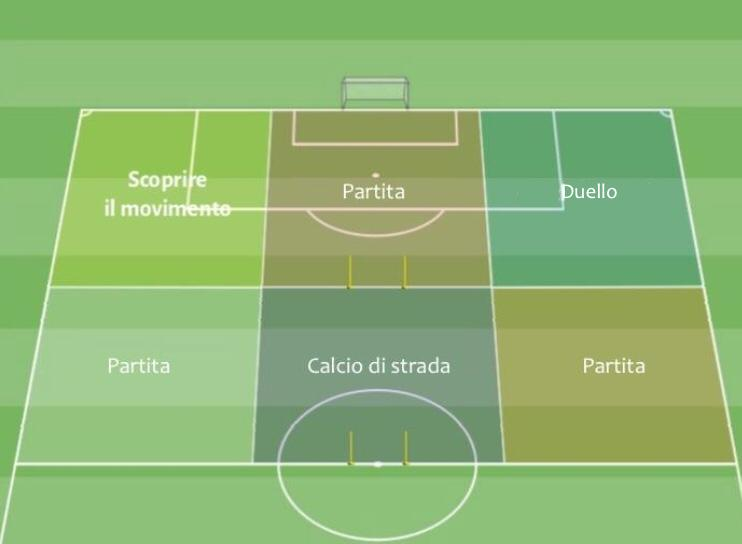 Scoprire
il movimento
Partita
Duello
Partita
Calcio di strada
Partita